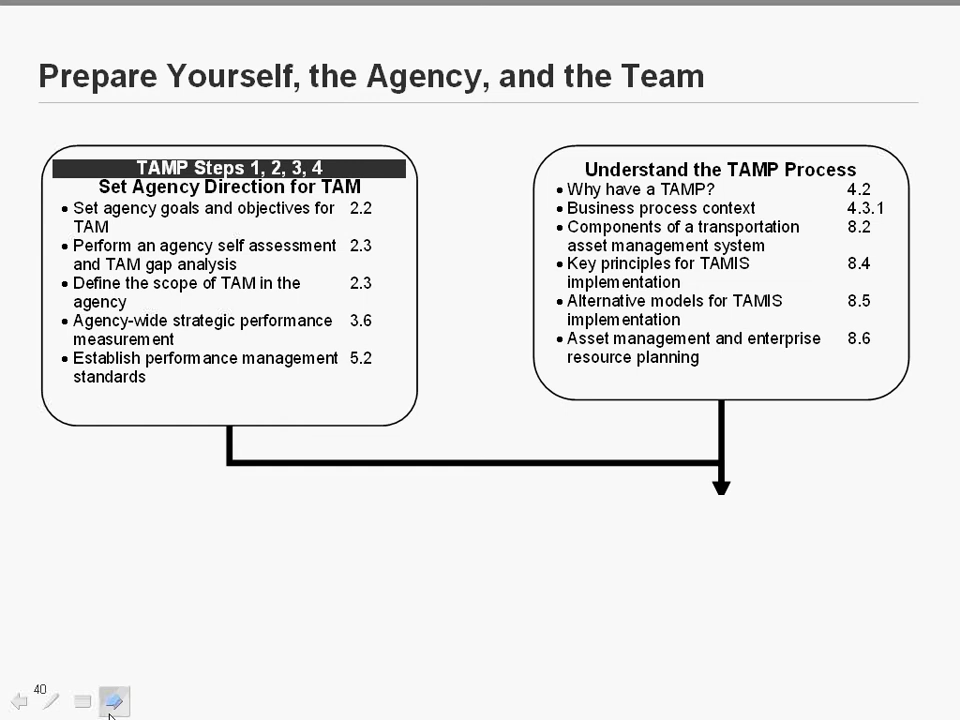 Prepare Yourself, the Agency, and the Team
TAMP Steps 1, 2, 3, 4
Set Agency Direction for TAM
• Set agency goals and objectives for 2.2
TAM
• Perform an agency self assessment 2.3
and TAM gap analysis
• Define the scope of TAM in the 2.3
agency
• Agency-wide strategic performance 3.6
measurement
• Establish performance management 5.2
standards
Understand the TAMP Process
• Why have a TAMP? 4.2
• Business process context 4.3.1
• Components of a transportation 8.2
asset management system
• Key principles for TAMIS 8.4
implementation
• Alternative models for TAMIS 8.5
implementation
• Asset management and enterprise 8.6
resource planning
40